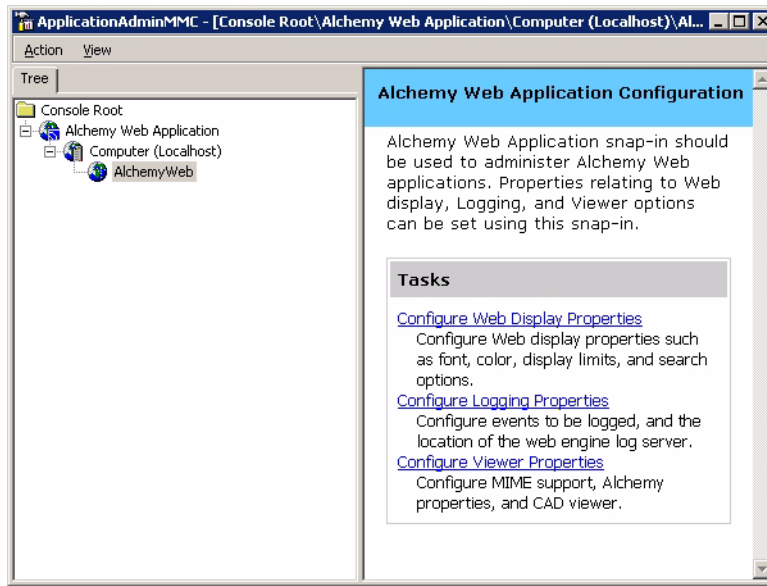 ApplicationAdminMMC - [Console Root\Alchemy Web Application\Computer (Localhost)\Al...
Action View
Tree
Console Root
Alchemy Web Application
Computer (Localhost)
AlchemyWeb
Alchemy Web Application Configuration
Alchemy Web Application snap-in should
be used to administer Alchemy Web
applications. Properties relating to Web
display, Logging, and Viewer options
can be set using this snap-in.
Tasks
Configure Web Display Properties
Configure Web display properties such
as font, color, display limits, and search
options.
Configure Logging Properties
Configure events to be logged, and the
location of the web engine log server.
Configure Viewer Properties
Configure MIME support, Alchemy
properties, and CAD viewer.